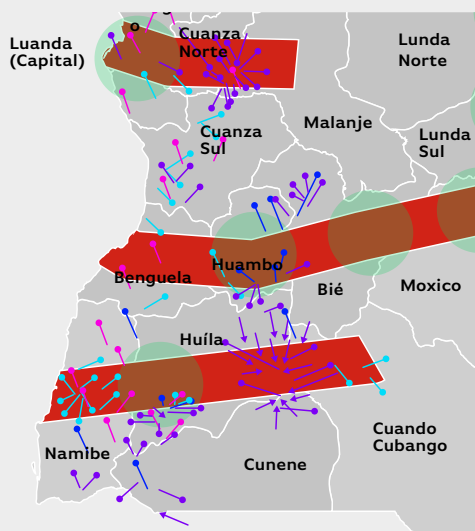 o
Cuanza
Norte
Luanda
(Capital)
Lunda
Norte
Malanje
Cuanza
Sul
Lunda
Sul
Huambo
Benguela
Bié
Moxico
Huíla
Cuando
Cubango
Namibe
Cunene